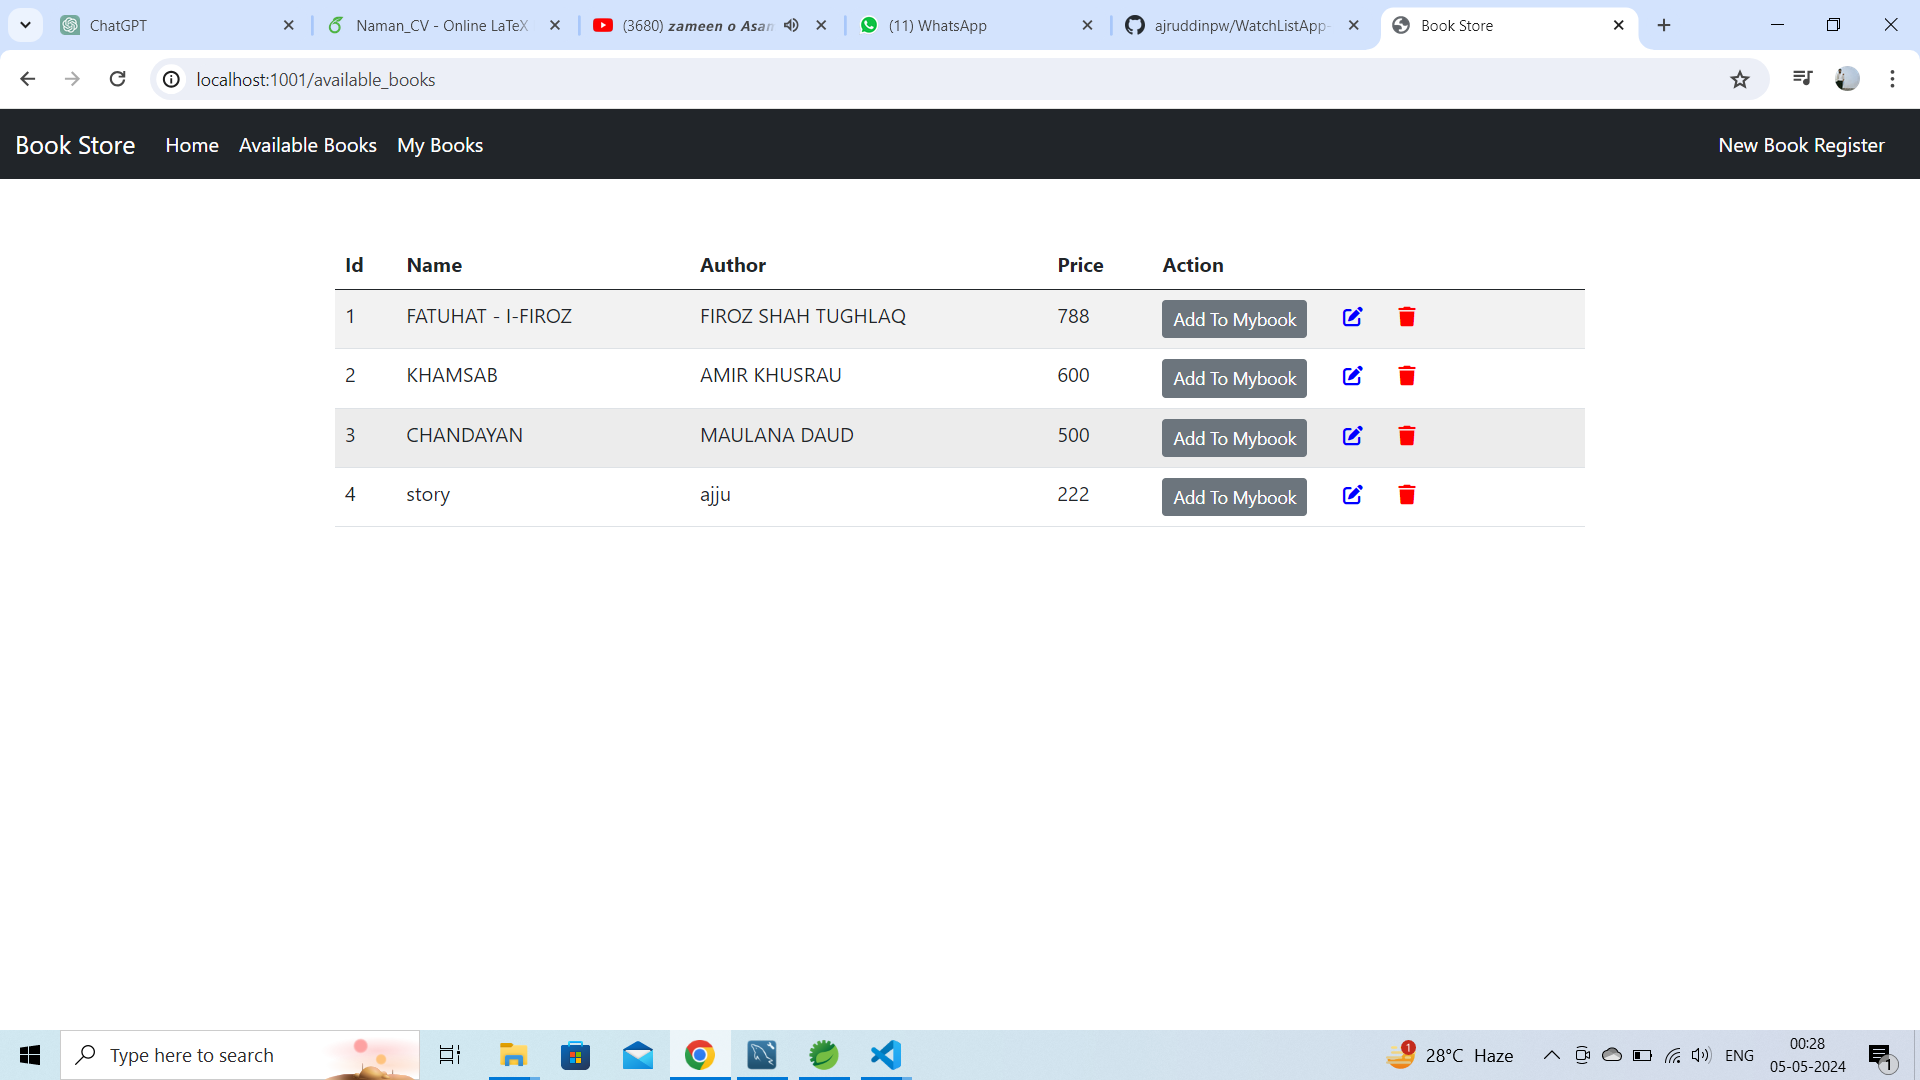 ChatGPT
Naman_CV - Online LaTeX
(3680) zameen o Asan
(11) WhatsApp
ajruddinpw/WatchListApp-
Book Store
localhost:1001/available_books
Book Store Home Available Books My Books New Book Register
Id Name Author Price Action
1 FATUHAT - I-FIROZ FIROZ SHAH TUGHLAQ 788 Add To Mybook
2 KHAMSAB AMIR KHUSRAU 600 Add To Mybook
3 CHANDAYAN MAULANA DAUD 500 Add To Mybook
4 story ajju 222 Add To Mybook
Type here to search
1
28°C Haze
ENG
00:28
05-05-2024
1